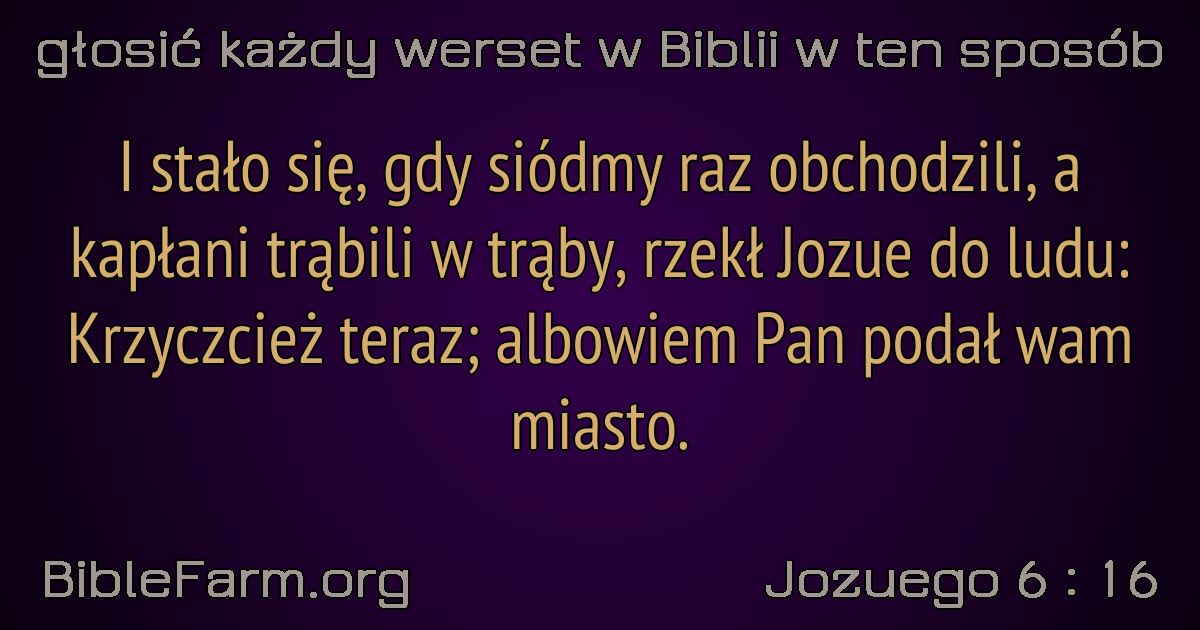 głosić każdy werset w Biblii w ten sposób
I stało się, gdy siódmy raz obchodzili, a
kapłani trąbili w trąby, rzekł Jozue do ludu:
Krzyczcież teraz; albowiem Pan podał wam
miasto.
BibleFarm.org
Jozuego 6 : 16